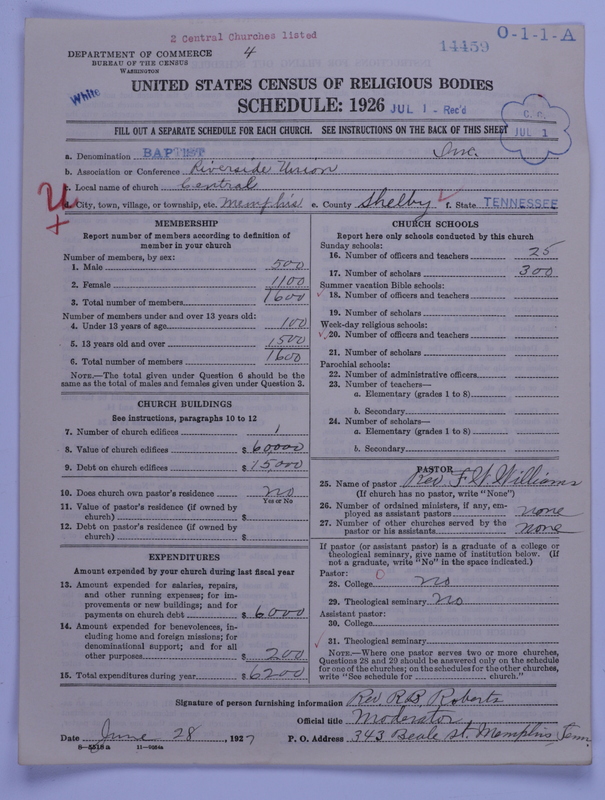 2 Central Churches listed
4
14459
O-1-1-A
DEPARTMENT OF COMMERCE
BUREAU OF THE CENSUS
WASHINGTON
White
UNITED STATES CENSUS OF RELIGIOUS BODIES
SCHEDULE: 1926
JUL 1 - Rec'd
C. C.
JUL 1
FILL OUT A SEPARATE SCHEDULE FOR EACH CHURCH. SEE INSTRUCTIONS ON THE BACK OF THIS SHEET
a. Denomination BAPTIST Inc.
b. Association or Conference Riverside Union
c. Local name of church Central
d. City, town, village, or township, etc. Memphis e. County Shelby f. State TENNESSEE
MEMBERSHIP
Report number of members according to definition of member in your church
Number of members, by sex:
1. Male 500
2. Female 1100
3. Total number of members 1600
Number of members under and over 13 years old:
4. Under 13 years of age 100
5. 13 years old and over 1500
6. Total number of members 1600
NOTE.—The total given under Question 6 should be the same as the total of males and females given under Question 3.
CHURCH BUILDINGS
See instructions, paragraphs 10 to 12
7. Number of church edifices 1
8. Value of church edifices $ 60,000
9. Debt on church edifices $ 15,000
10. Does church own pastor's residence no
Yes or No
11. Value of pastor's residence (if owned by church) $
12. Debt on pastor's residence (if owned by church) $
EXPENDITURES
Amount expended by your church during last fiscal year
13. Amount expended for salaries, repairs, and other running expenses; for improvements or new buildings; and for payments on church debt $ 6000
14. Amount expended for benevolences, including home and foreign missions; for denominational support; and for all other purposes $ 200
15. Total expenditures during year $ 6200
CHURCH SCHOOLS
Report here only schools conducted by this church
Sunday schools:
16. Number of officers and teachers 25
17. Number of scholars 300
Summer vacation Bible schools:
18. Number of officers and teachers
19. Number of scholars
Week-day religious schools:
20. Number of officers and teachers
21. Number of scholars
Parochial schools:
22. Number of administrative officers
23. Number of teachers—
a. Elementary (grades 1 to 8)
b. Secondary
24. Number of scholars—
a. Elementary (grades 1 to 8)
b. Secondary
PASTOR
25. Name of pastor Rev F. W. Williams
(If church has no pastor, write "None")
26. Number of ordained ministers, if any, employed as assistant pastors none
27. Number of other churches served by the pastor or his assistants none
If pastor (or assistant pastor) is a graduate of a college or theological seminary, give name of institution below. (If not a graduate, write "No" in the space indicated.)
Pastor:
28. College no
29. Theological seminary No
Assistant pastor:
30. College
31. Theological seminary
NOTE.—Where one pastor serves two or more churches, Questions 28 and 29 should be answered only on the schedule for one of the churches; on the schedules for the other churches, write "See schedule for church."
Signature of person furnishing information Rev R.B. Roberts
Official title Moderator
Date June 28, 1927 P. O. Address 343 Beale st. Memphis, Tenn.
8-5518a 11-9054a